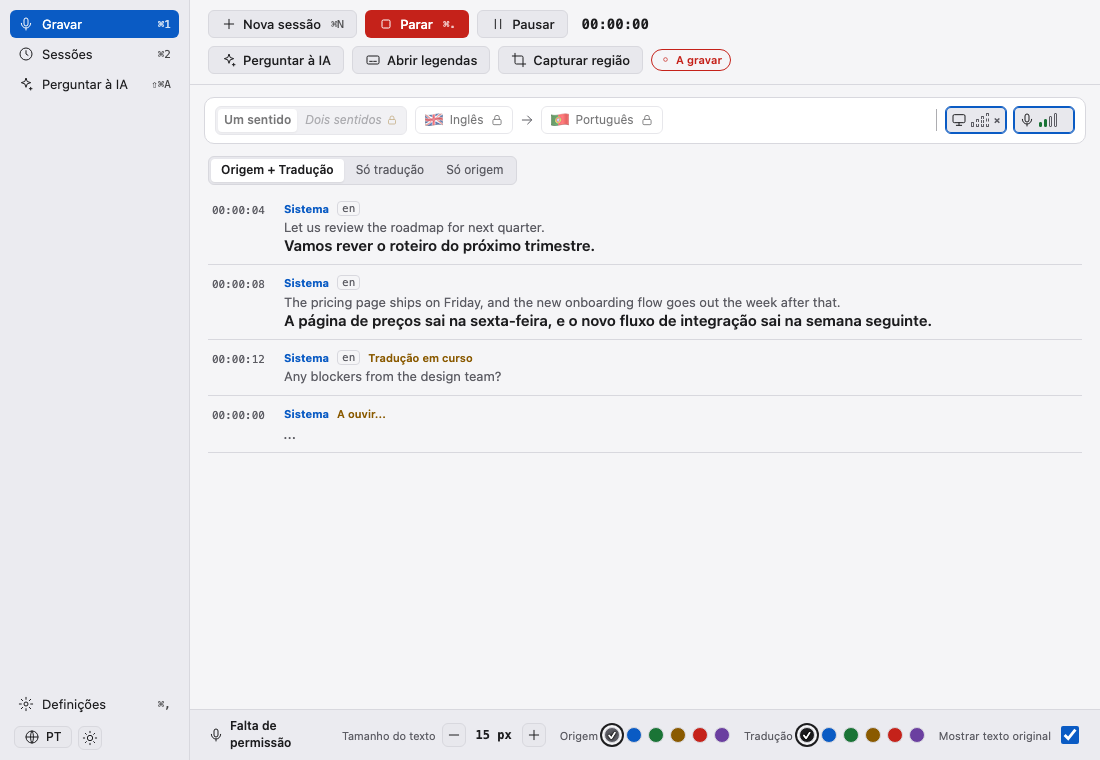 Gravar ⌘1
Sessões ⌘2
Perguntar à IA ⇧⌘A
Nova sessão ⌘N
Parar ⌘.
Pausar
00:00:00
Perguntar à IA
Abrir legendas
Capturar região
A gravar
Um sentido
Dois sentidos
Inglês
→
Português
Origem + Tradução
Só tradução
Só origem
00:00:04 Sistema en
Let us review the roadmap for next quarter.
Vamos rever o roteiro do próximo trimestre.
00:00:08 Sistema en
The pricing page ships on Friday, and the new onboarding flow goes out the week after that.
A página de preços sai na sexta-feira, e o novo fluxo de integração sai na semana seguinte.
00:00:12 Sistema en Tradução em curso
Any blockers from the design team?
00:00:00 Sistema A ouvir...
...
Definições ⌘,
PT
Falta de
permissão
Tamanho do texto
15 px
Origem
Tradução
Mostrar texto original